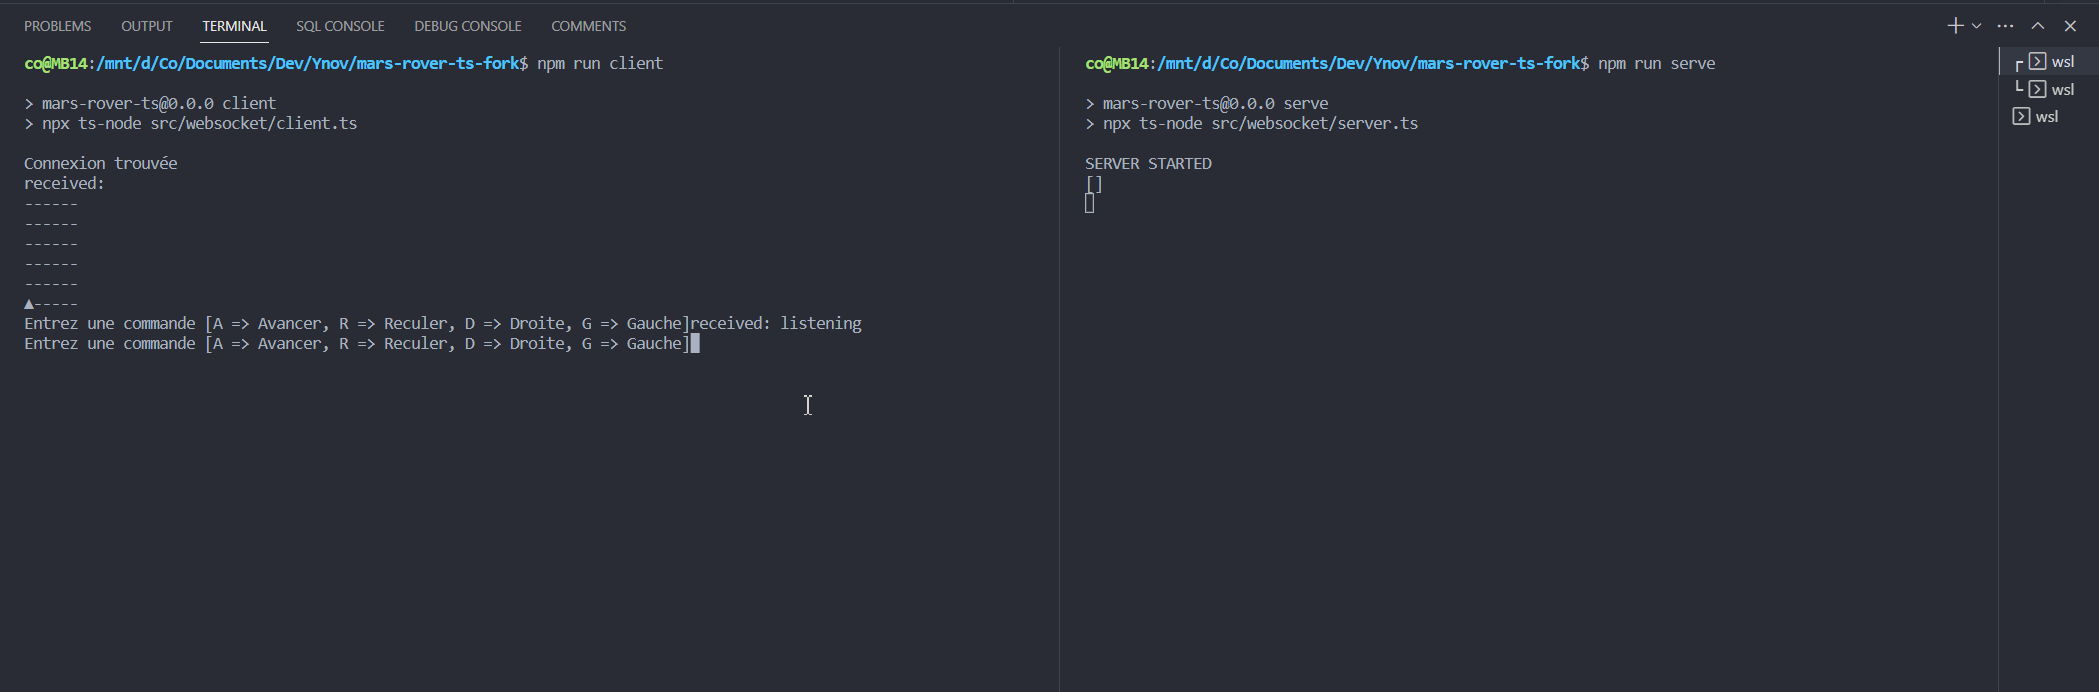 PROBLEMS OUTPUT TERMINAL SQL CONSOLE DEBUG CONSOLE COMMENTS
co@MB14:/mnt/d/Co/Documents/Dev/Ynov/mars-rover-ts-fork$ npm run client
> mars-rover-ts@0.0.0 client
> npx ts-node src/websocket/client.ts
Connexion trouvée
received:
------
------
------
------
------
▲-----
Entrez une commande [A => Avancer, R => Reculer, D => Droite, G => Gauche]received: listening
Entrez une commande [A => Avancer, R => Reculer, D => Droite, G => Gauche]
co@MB14:/mnt/d/Co/Documents/Dev/Ynov/mars-rover-ts-fork$ npm run serve
> mars-rover-ts@0.0.0 serve
> npx ts-node src/websocket/server.ts
SERVER STARTED
[]
wsl
wsl
wsl